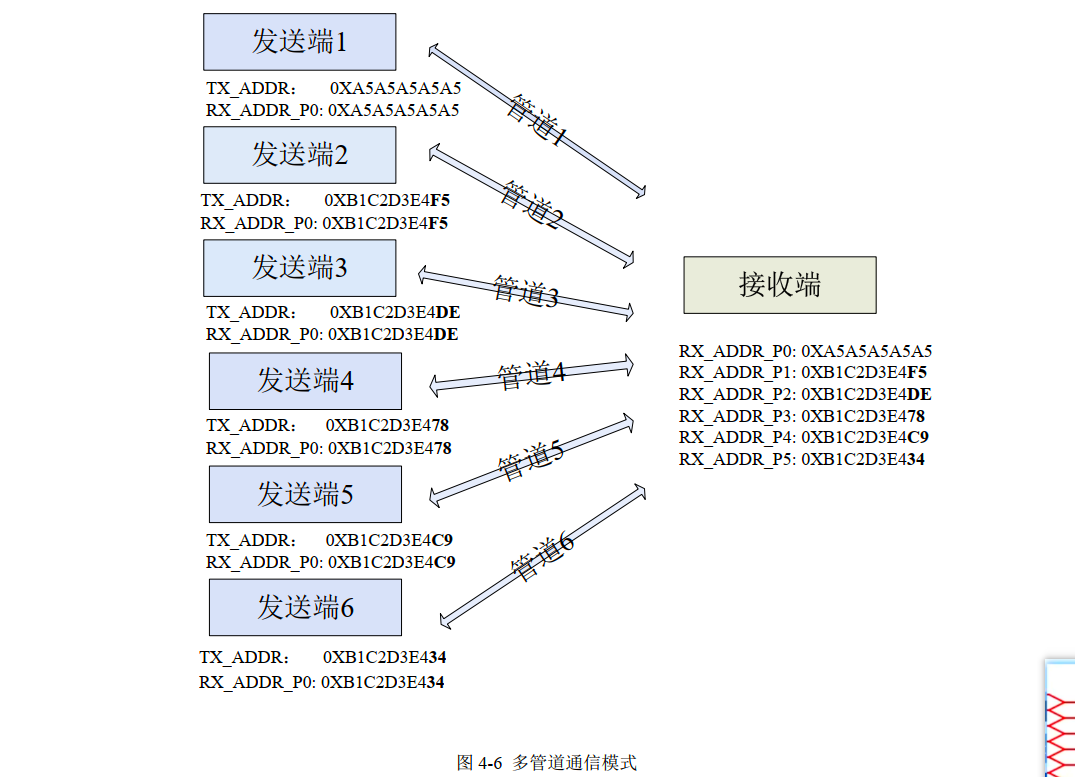 发送端1
TX_ADDR： 0XA5A5A5A5A5
RX_ADDR_P0: 0XA5A5A5A5A5
管道1
发送端2
TX_ADDR： 0XB1C2D3E4F5
RX_ADDR_P0: 0XB1C2D3E4F5
管道2
发送端3
TX_ADDR： 0XB1C2D3E4DE
RX_ADDR_P0: 0XB1C2D3E4DE
管道3
发送端4
TX_ADDR： 0XB1C2D3E478
RX_ADDR_P0: 0XB1C2D3E478
管道4
发送端5
TX_ADDR： 0XB1C2D3E4C9
RX_ADDR_P0: 0XB1C2D3E4C9
管道5
发送端6
TX_ADDR： 0XB1C2D3E434
RX_ADDR_P0: 0XB1C2D3E434
管道6
接收端
RX_ADDR_P0: 0XA5A5A5A5A5
RX_ADDR_P1: 0XB1C2D3E4F5
RX_ADDR_P2: 0XB1C2D3E4DE
RX_ADDR_P3: 0XB1C2D3E478
RX_ADDR_P4: 0XB1C2D3E4C9
RX_ADDR_P5: 0XB1C2D3E434
图 4-6 多管道通信模式